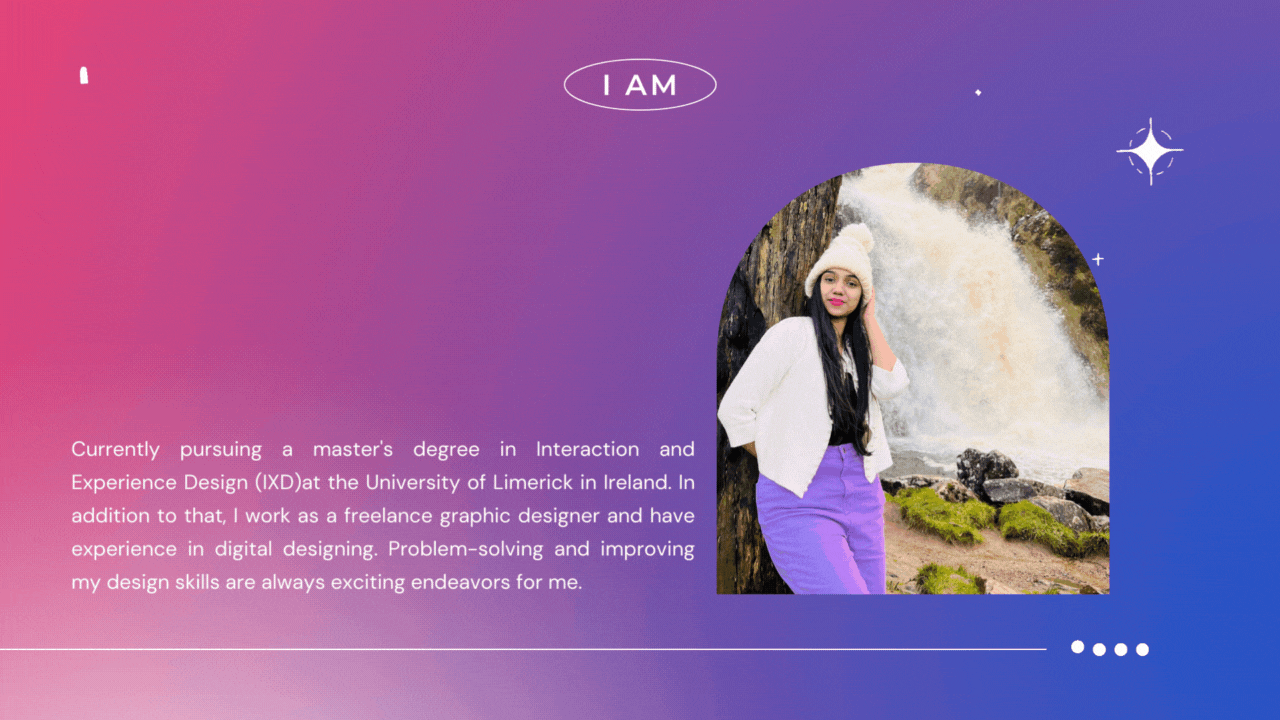 I AM
Currently pursuing a master's degree in Interaction and
Experience Design (IXD)at the University of Limerick in Ireland. In
addition to that, I work as a freelance graphic designer and have
experience in digital designing. Problem-solving and improving
my design skills are always exciting endeavors for me.